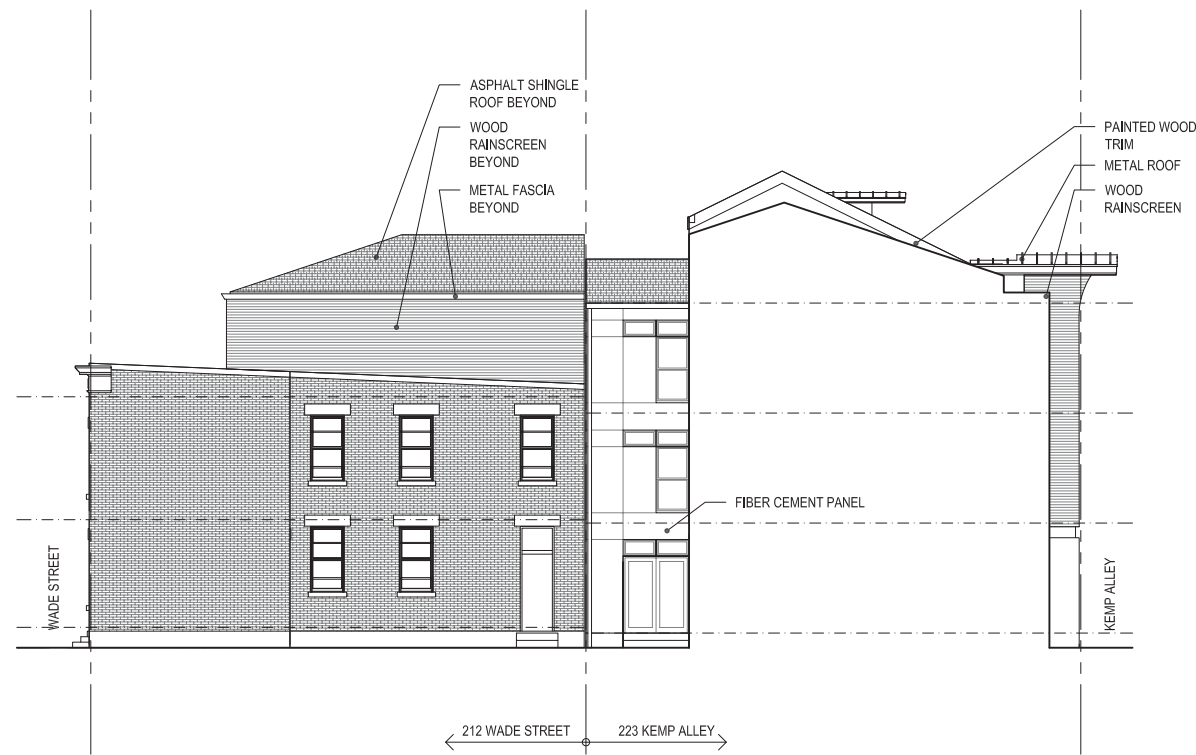 ASPHALT SHINGLE
ROOF BEYOND
WOOD
RAINSCREEN
BEYOND
METAL FASCIA
BEYOND
PAINTED WOOD
TRIM
METAL ROOF
WOOD
RAINSCREEN
FIBER CEMENT PANEL
WADE STREET
KEMP ALLEY
212 WADE STREET
223 KEMP ALLEY